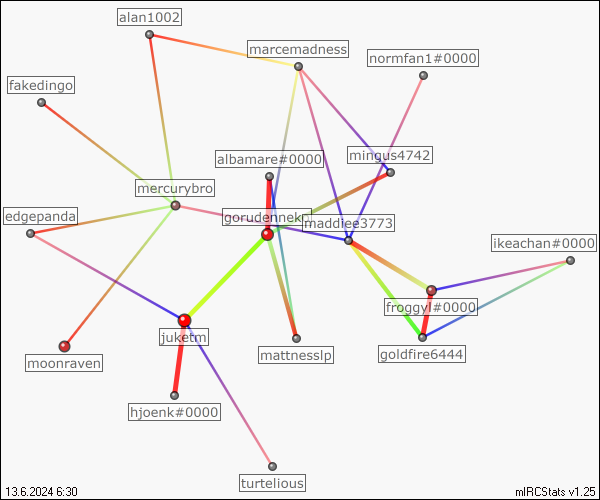 alan1002
marcemadness
normfan1#0000
fakedingo
albamare#0000
mingus4742
mercurybro
edgepanda
maddiee3773
ikeachan#0000
froggyl#0000
juketm
mattnesslp
goldfire6444
moonraven
hjoenk#0000
turtelious
13.6.2024 6:30
mIRCStats v1.25